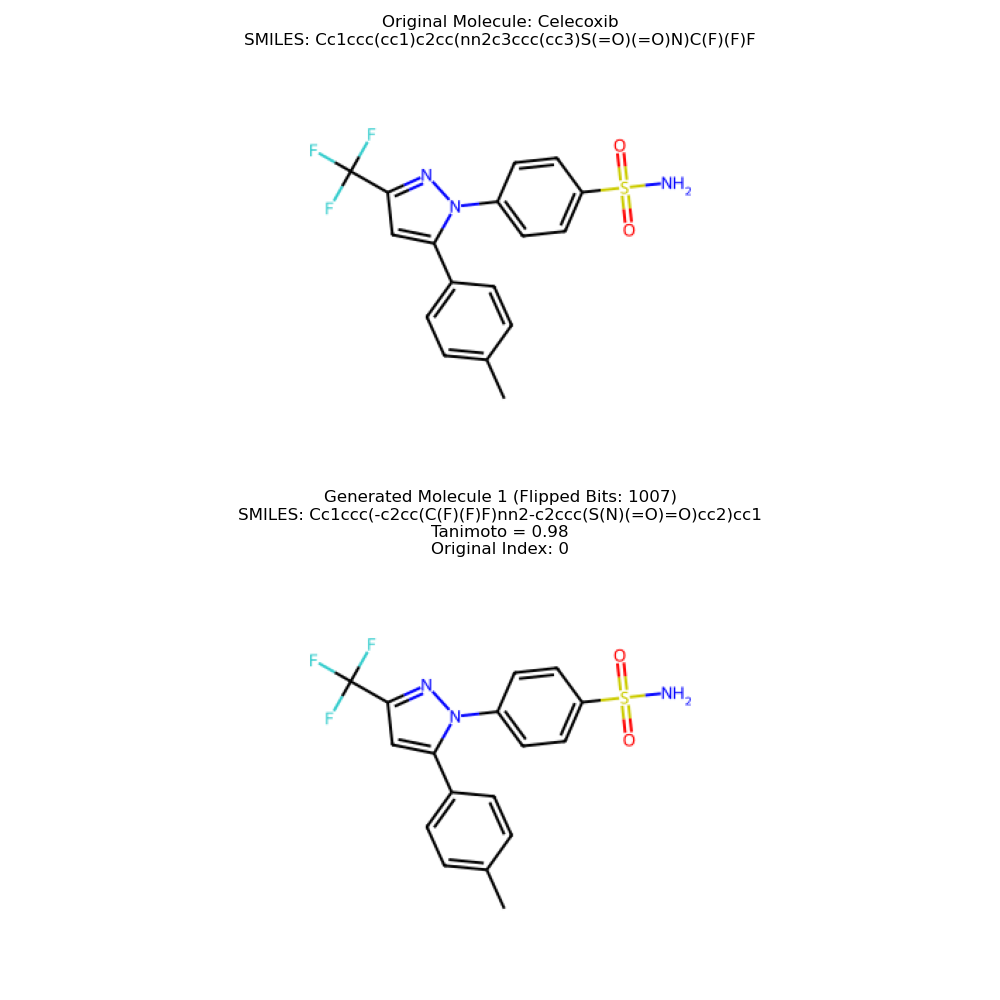 Original Molecule: Celecoxib
SMILES: Cc1ccc(cc1)c2cc(nn2c3ccc(cc3)S(=O)(=O)N)C(F)(F)F
F
F
F
N
N
O
S
NH2
O
Generated Molecule 1 (Flipped Bits: 1007)
SMILES: Cc1ccc(-c2cc(C(F)(F)F)nn2-c2ccc(S(N)(=O)=O)cc2)cc1
Tanimoto = 0.98
Original Index: 0
F
F
F
N
N
O
S
NH2
O